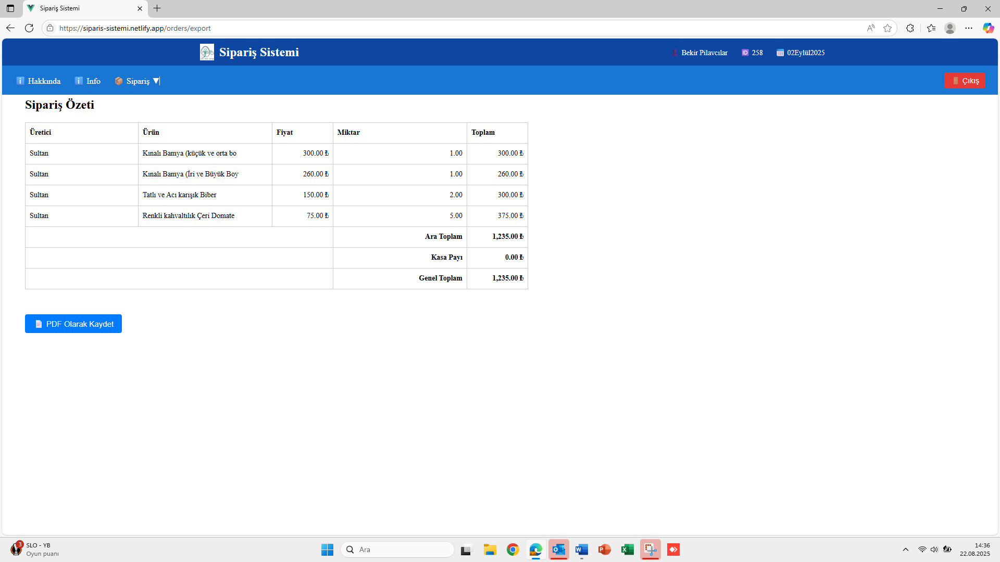 Sipariş Sistemi
https://siparis-sistemi.netlify.app/orders/export
Sipariş Sistemi
Bekir Pilavcılar
ID 258
02Eylül2025
i Hakkında
i Info
Sipariş ▼
Çıkış
Sipariş Özeti
Üretici Ürün Fiyat Miktar Toplam
Sultan Kınalı Bamya (küçük ve orta bo 300.00 ₺ 1.00 300.00 ₺
Sultan Kınalı Bamya (İri ve Büyük Boy 260.00 ₺ 1.00 260.00 ₺
Sultan Tatlı ve Acı karışık Biber 150.00 ₺ 2.00 300.00 ₺
Sultan Renkli kahvaltılık Çeri Domate 75.00 ₺ 5.00 375.00 ₺
Ara Toplam 1,235.00 ₺
Kasa Payı 0.00 ₺
Genel Toplam 1,235.00 ₺
PDF Olarak Kaydet
3
SLO - YB
Oyun puanı
Ara
14:36
22.08.2025